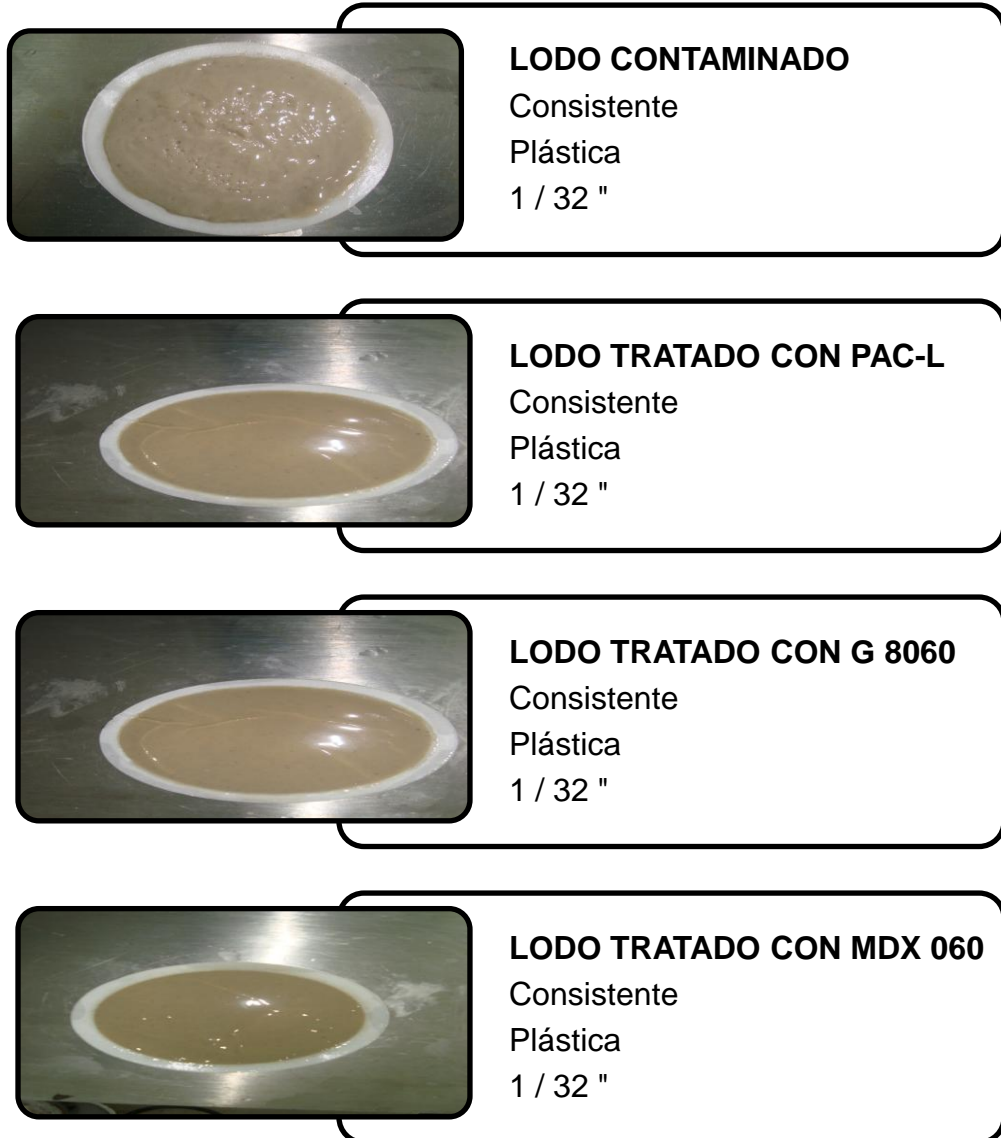 LODO CONTAMINADO
Consistente
Plástica
1 / 32 "
LODO TRATADO CON PAC-L
Consistente
Plástica
1 / 32 "
LODO TRATADO CON G 8060
Consistente
Plástica
1 / 32 "
LODO TRATADO CON MDX 060
Consistente
Plástica
1 / 32 "